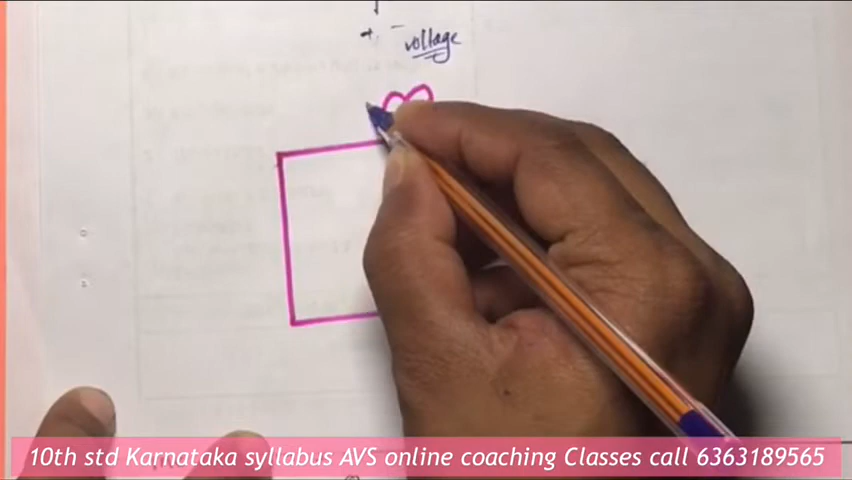 + -
voltage
10th std Karnataka syllabus AVS online coaching Classes call 6363189565